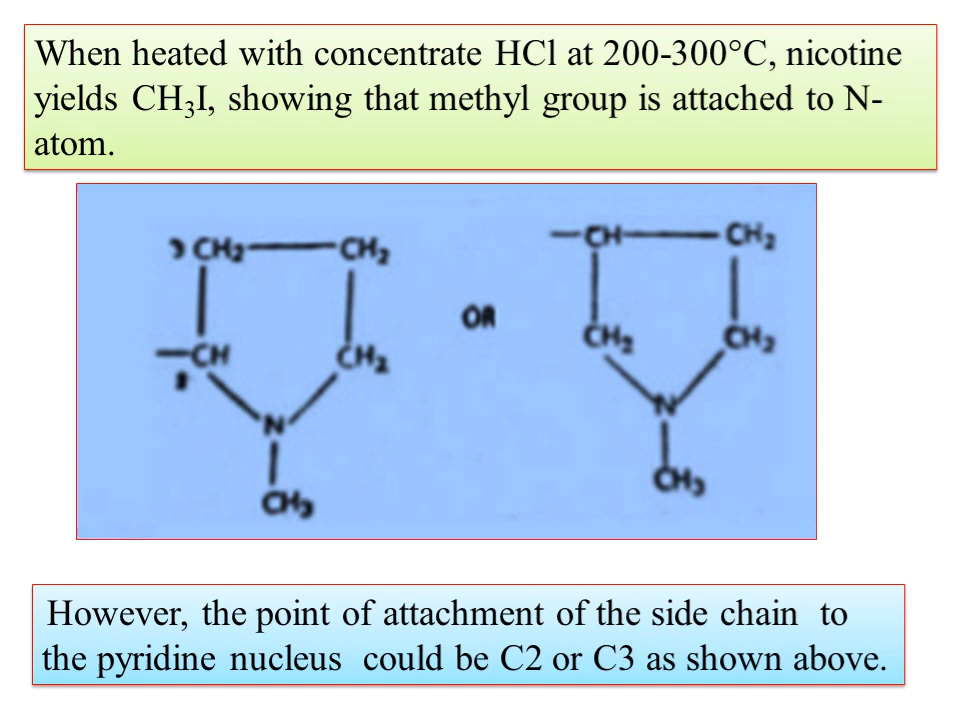 When heated with concentrate HCl at 200-300°C, nicotine
yields CH₃I, showing that methyl group is attached to N-
atom.
CH₂ CH₂
CH CH₂
2
N
CH₃
OR
CH CH₂
CH₂ CH₂
N
CH₃
However, the point of attachment of the side chain to
the pyridine nucleus could be C2 or C3 as shown above.